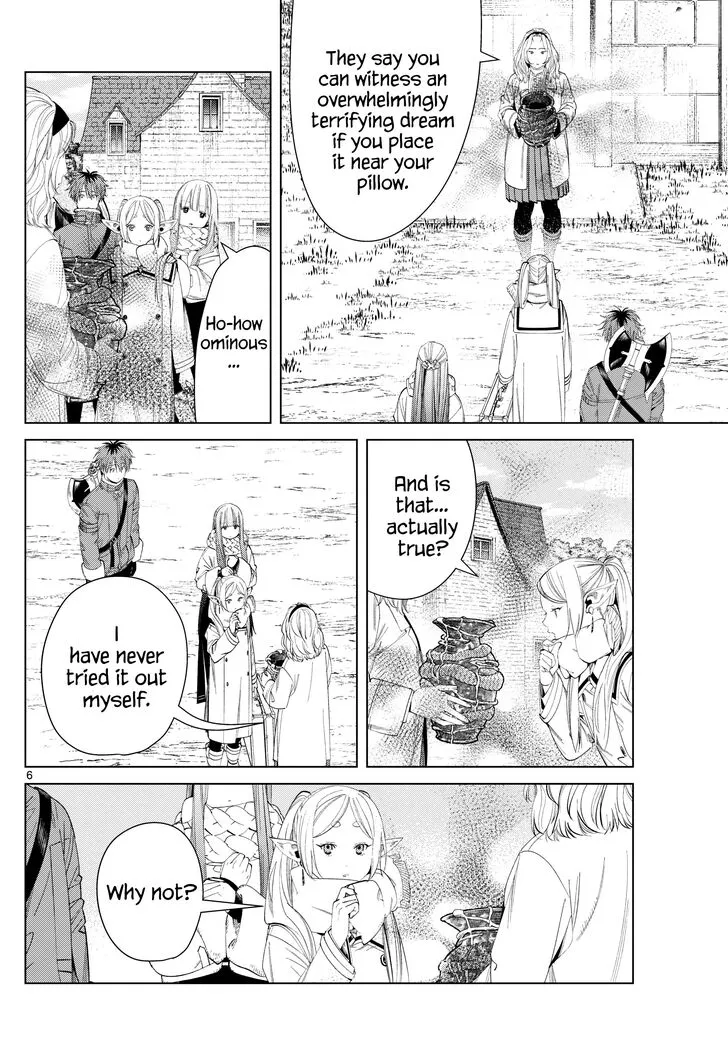 They say you
can witness an
overwhelmingly
terrifying dream
if you place
it near your
pillow.
Ho-how
ominous
...
And is
that...
actually
true?
I
have never
tried it out
myself.
6
Why not?